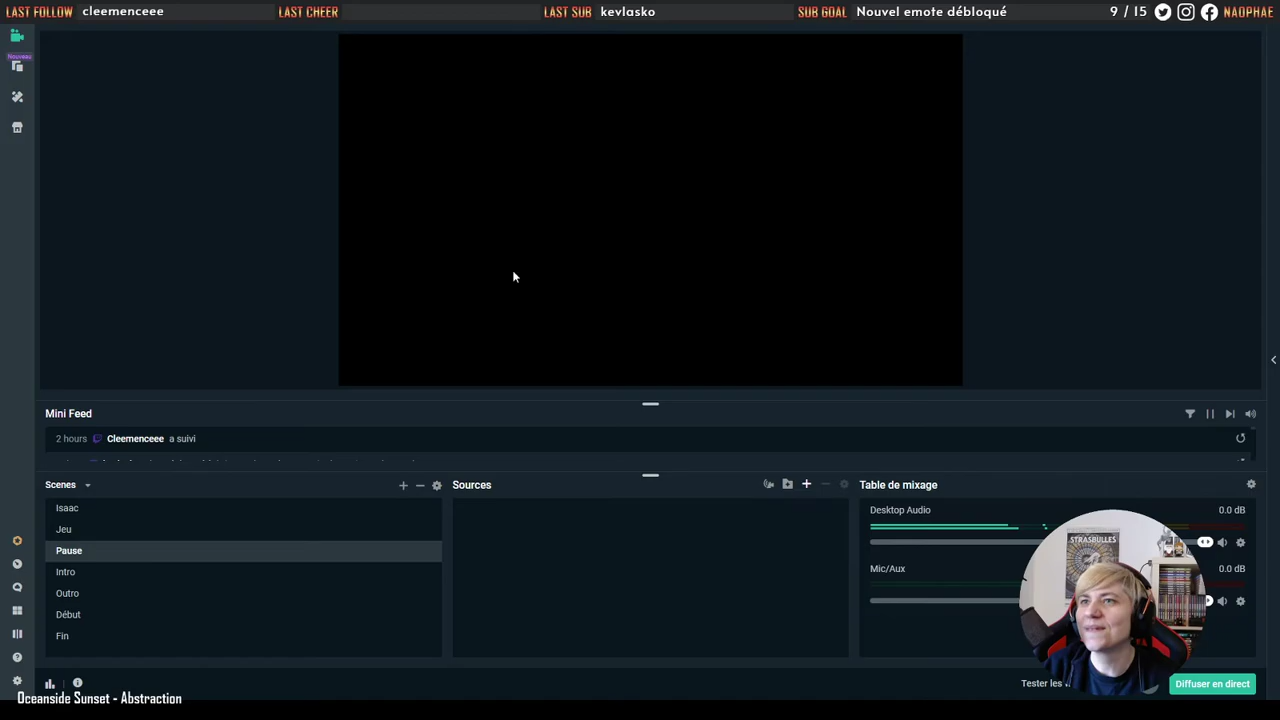 LAST FOLLOW cleemenceee LAST CHEER LAST SUB kevlasko SUB GOAL Nouvel emote débloqué 9 / 15 NAOPHAE
Nouveau
Mini Feed
2 hours Cleemenceee a suivi
Scenes
Isaac
Jeu
Pause
Intro
Outro
Début
Fin
Sources
Table de mixage
Desktop Audio 0.0 dB
Mic/Aux 0.0 dB
STRASBULLES
Tester les
Diffuser en direct
Oceanside Sunset - Abstraction